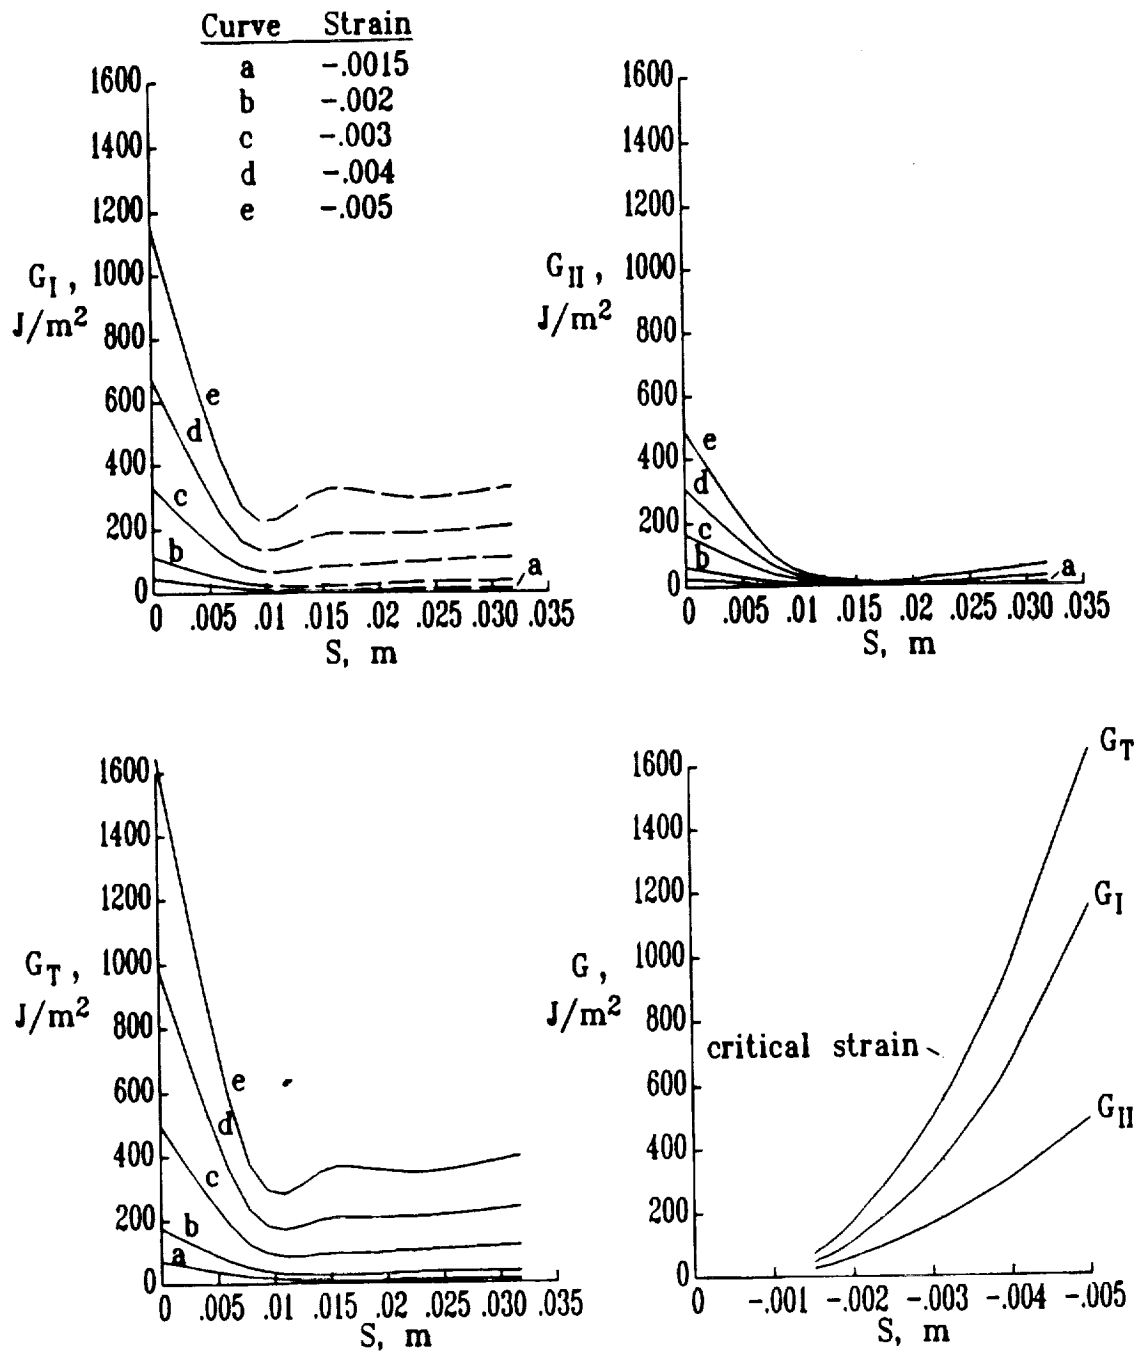 Curve Strain
a -.0015
b -.002
c -.003
d -.004
e -.005
1600
1400
1200
1000
800
600
400
200
0
G_I ,
J/m²
e
d
c
b
a
0 .005 .01 .015 .02 .025 .030 .035
S, m
1600
1400
1200
1000
800
600
400
200
0
G_II ,
J/m²
e
d
c
b
a
0 .005 .01 .015 .02 .025 .030 .035
S, m
1600
1400
1200
1000
800
600
400
200
0
G_T ,
J/m²
e
d
c
b
a
0 .005 .01 .015 .02 .025 .030 .035
S, m
1600
1400
1200
1000
800
600
400
200
0
G ,
J/m²
G_T
G_I
critical strain
G_II
0 -.001 -.002 -.003 -.004 -.005
S, m